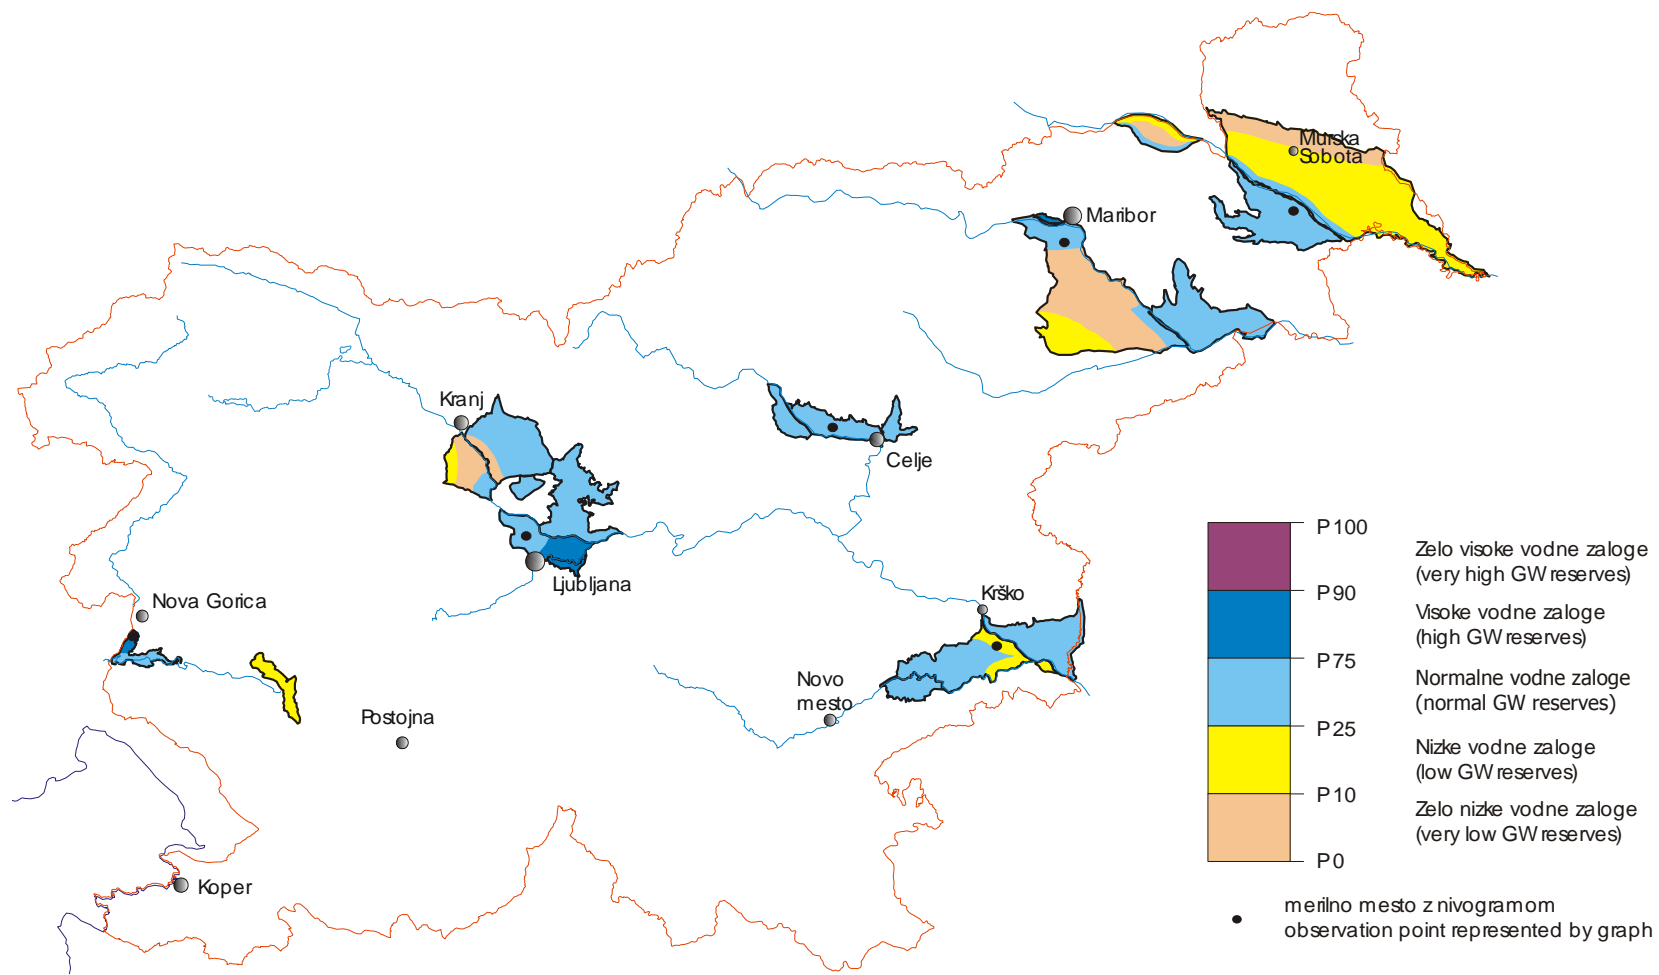 Murska
Sobota
Maribor
Kranj
Celje
Ljubljana
Nova Gorica
Krško
Novo
mesto
Postojna
Koper
P100
Zelo visoke vodne zaloge
(very high GW reserves)
P90
Visoke vodne zaloge
(high GW reserves)
P75
Normalne vodne zaloge
(normal GW reserves)
P25
Nizke vodne zaloge
(low GW reserves)
P10
Zelo nizke vodne zaloge
(very low GW reserves)
P0
merilno mesto z nivogramom
observation point represented by graph